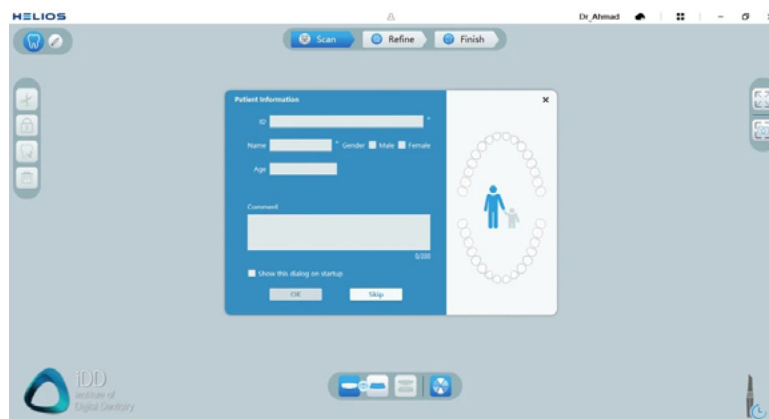 HELIOS
Dr_Ahmad
Scan
Refine
Finish
Patient Information
ID *
Name * Gender Male Female
Age
Comment
0/200
Show this dialog on startup
OK
Skip
iDD
Institute of
Digital Dentistry